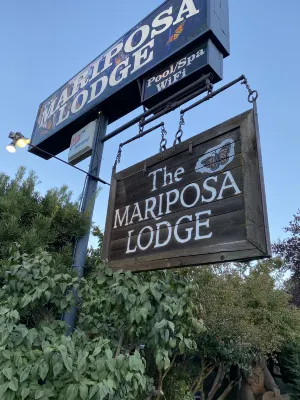 MARIPOSA
LODGE
Pool/Spa
WiFi
The
MARIPOSA
LODGE